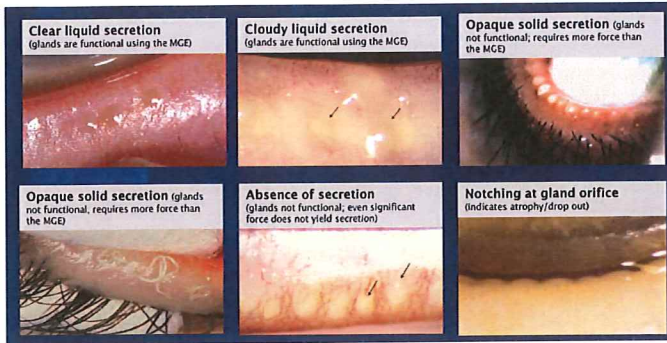 Clear liquid secretion
(glands are functional using the MGE)
Cloudy liquid secretion
(glands are functional using the MGE)
Opaque solid secretion (glands
not functional; requires more force than
the MGE)
Opaque solid secretion (glands
not functional, requires more force than
the MGE)
Absence of secretion
(glands not functional; even significant
force does not yield secretion)
Notching at gland orifice
(indicates atrophy/drop out)